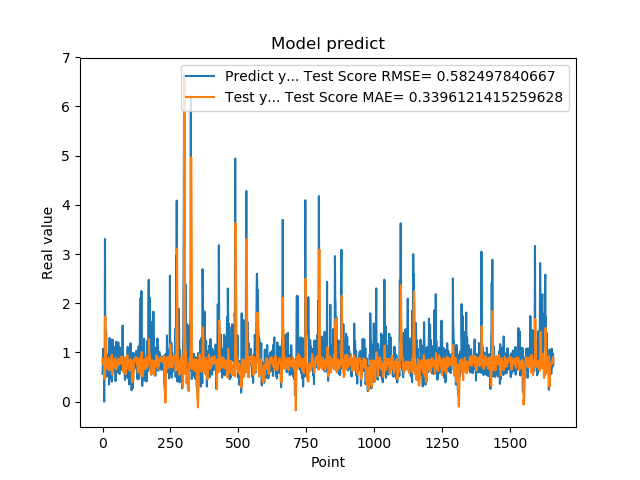 Model predict
Predict y... Test Score RMSE= 0.582497840667
Test y... Test Score MAE= 0.3396121415259628
Real value
7
6
5
4
3
2
1
0
0 250 500 750 1000 1250 1500
Point